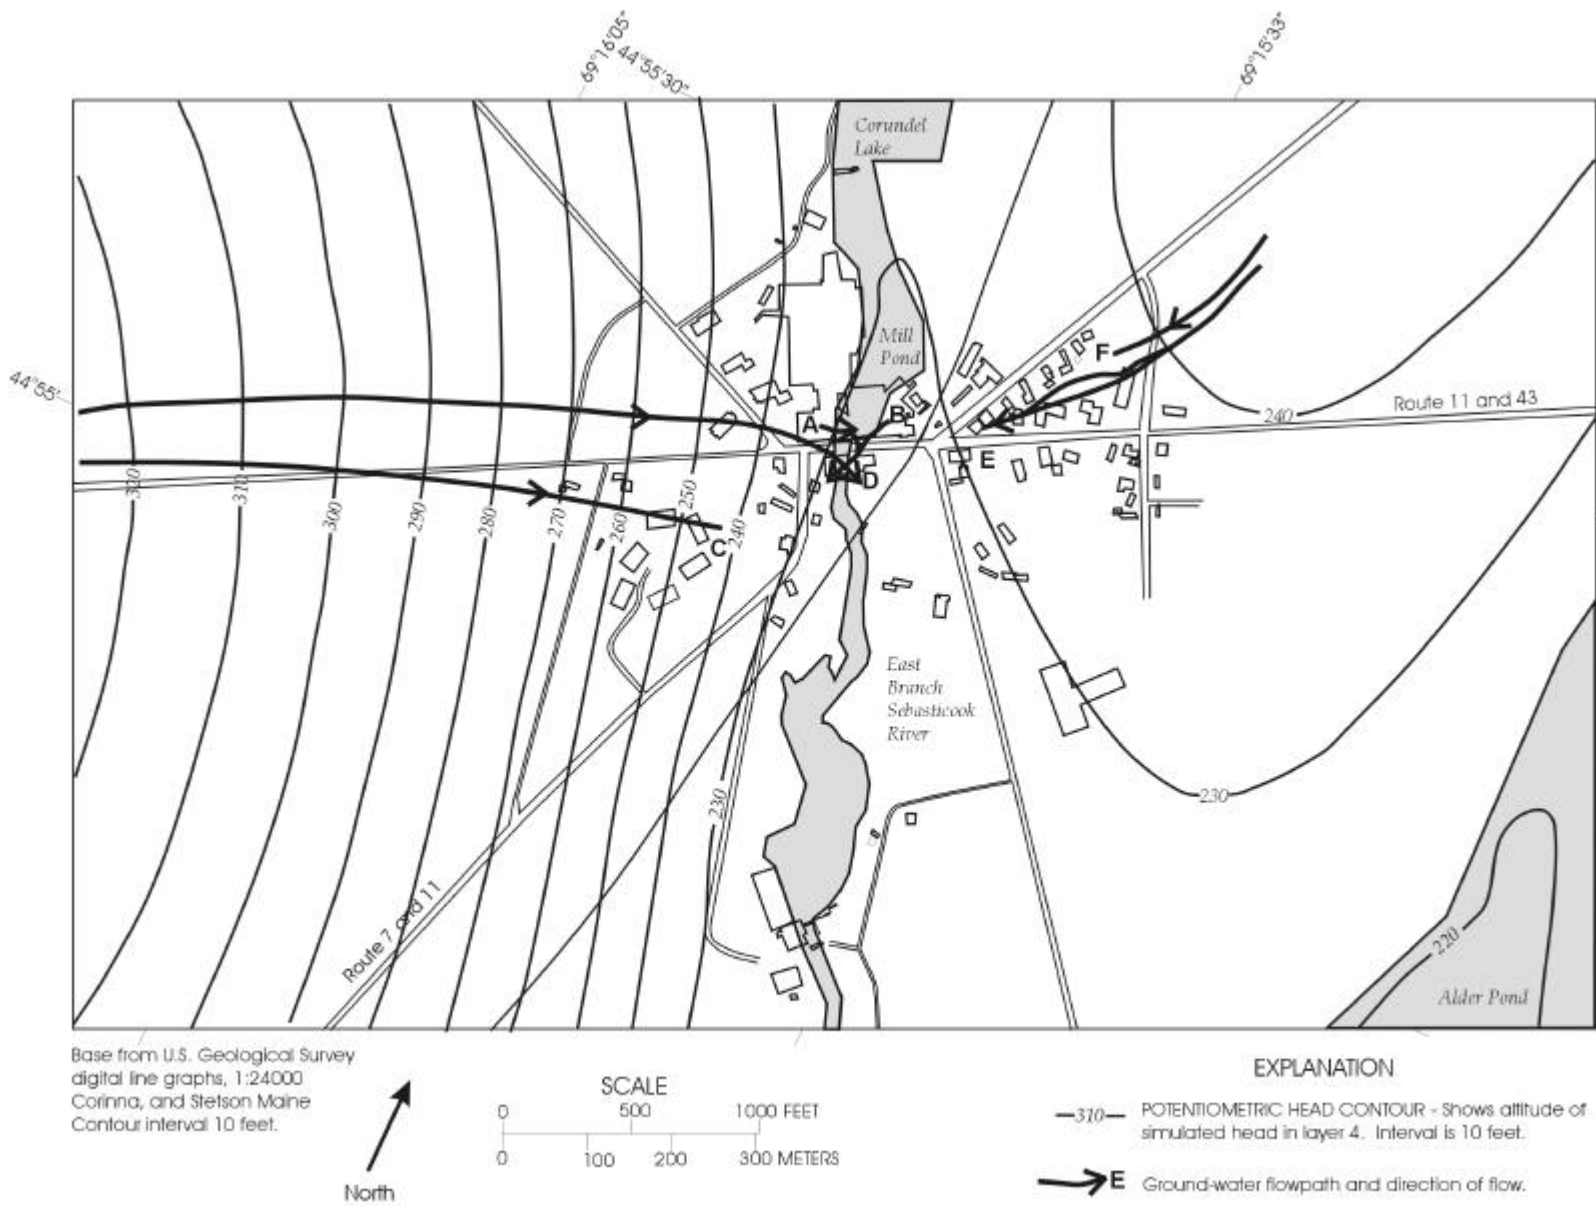 69°16'05"
44°55'30"
69°15'33"
Corundel
Lake
Mill
Pond
44°55'
F
Route 11 and 43
240
A
B
E
D
C
320
310
300
290
280
270
260
250
240
East
Branch
Sebasticook
River
230
230
220
Route 7 and 11
Alder Pond
Base from U.S. Geological Survey
digital line graphs, 1:24000
Corinna, and Stetson Maine
Contour interval 10 feet.
North
SCALE
0 500 1000 FEET
0 100 200 300 METERS
EXPLANATION
310 POTENTIOMETRIC HEAD CONTOUR - Shows altitude of
simulated head in layer 4. Interval is 10 feet.
E Ground-water flowpath and direction of flow.